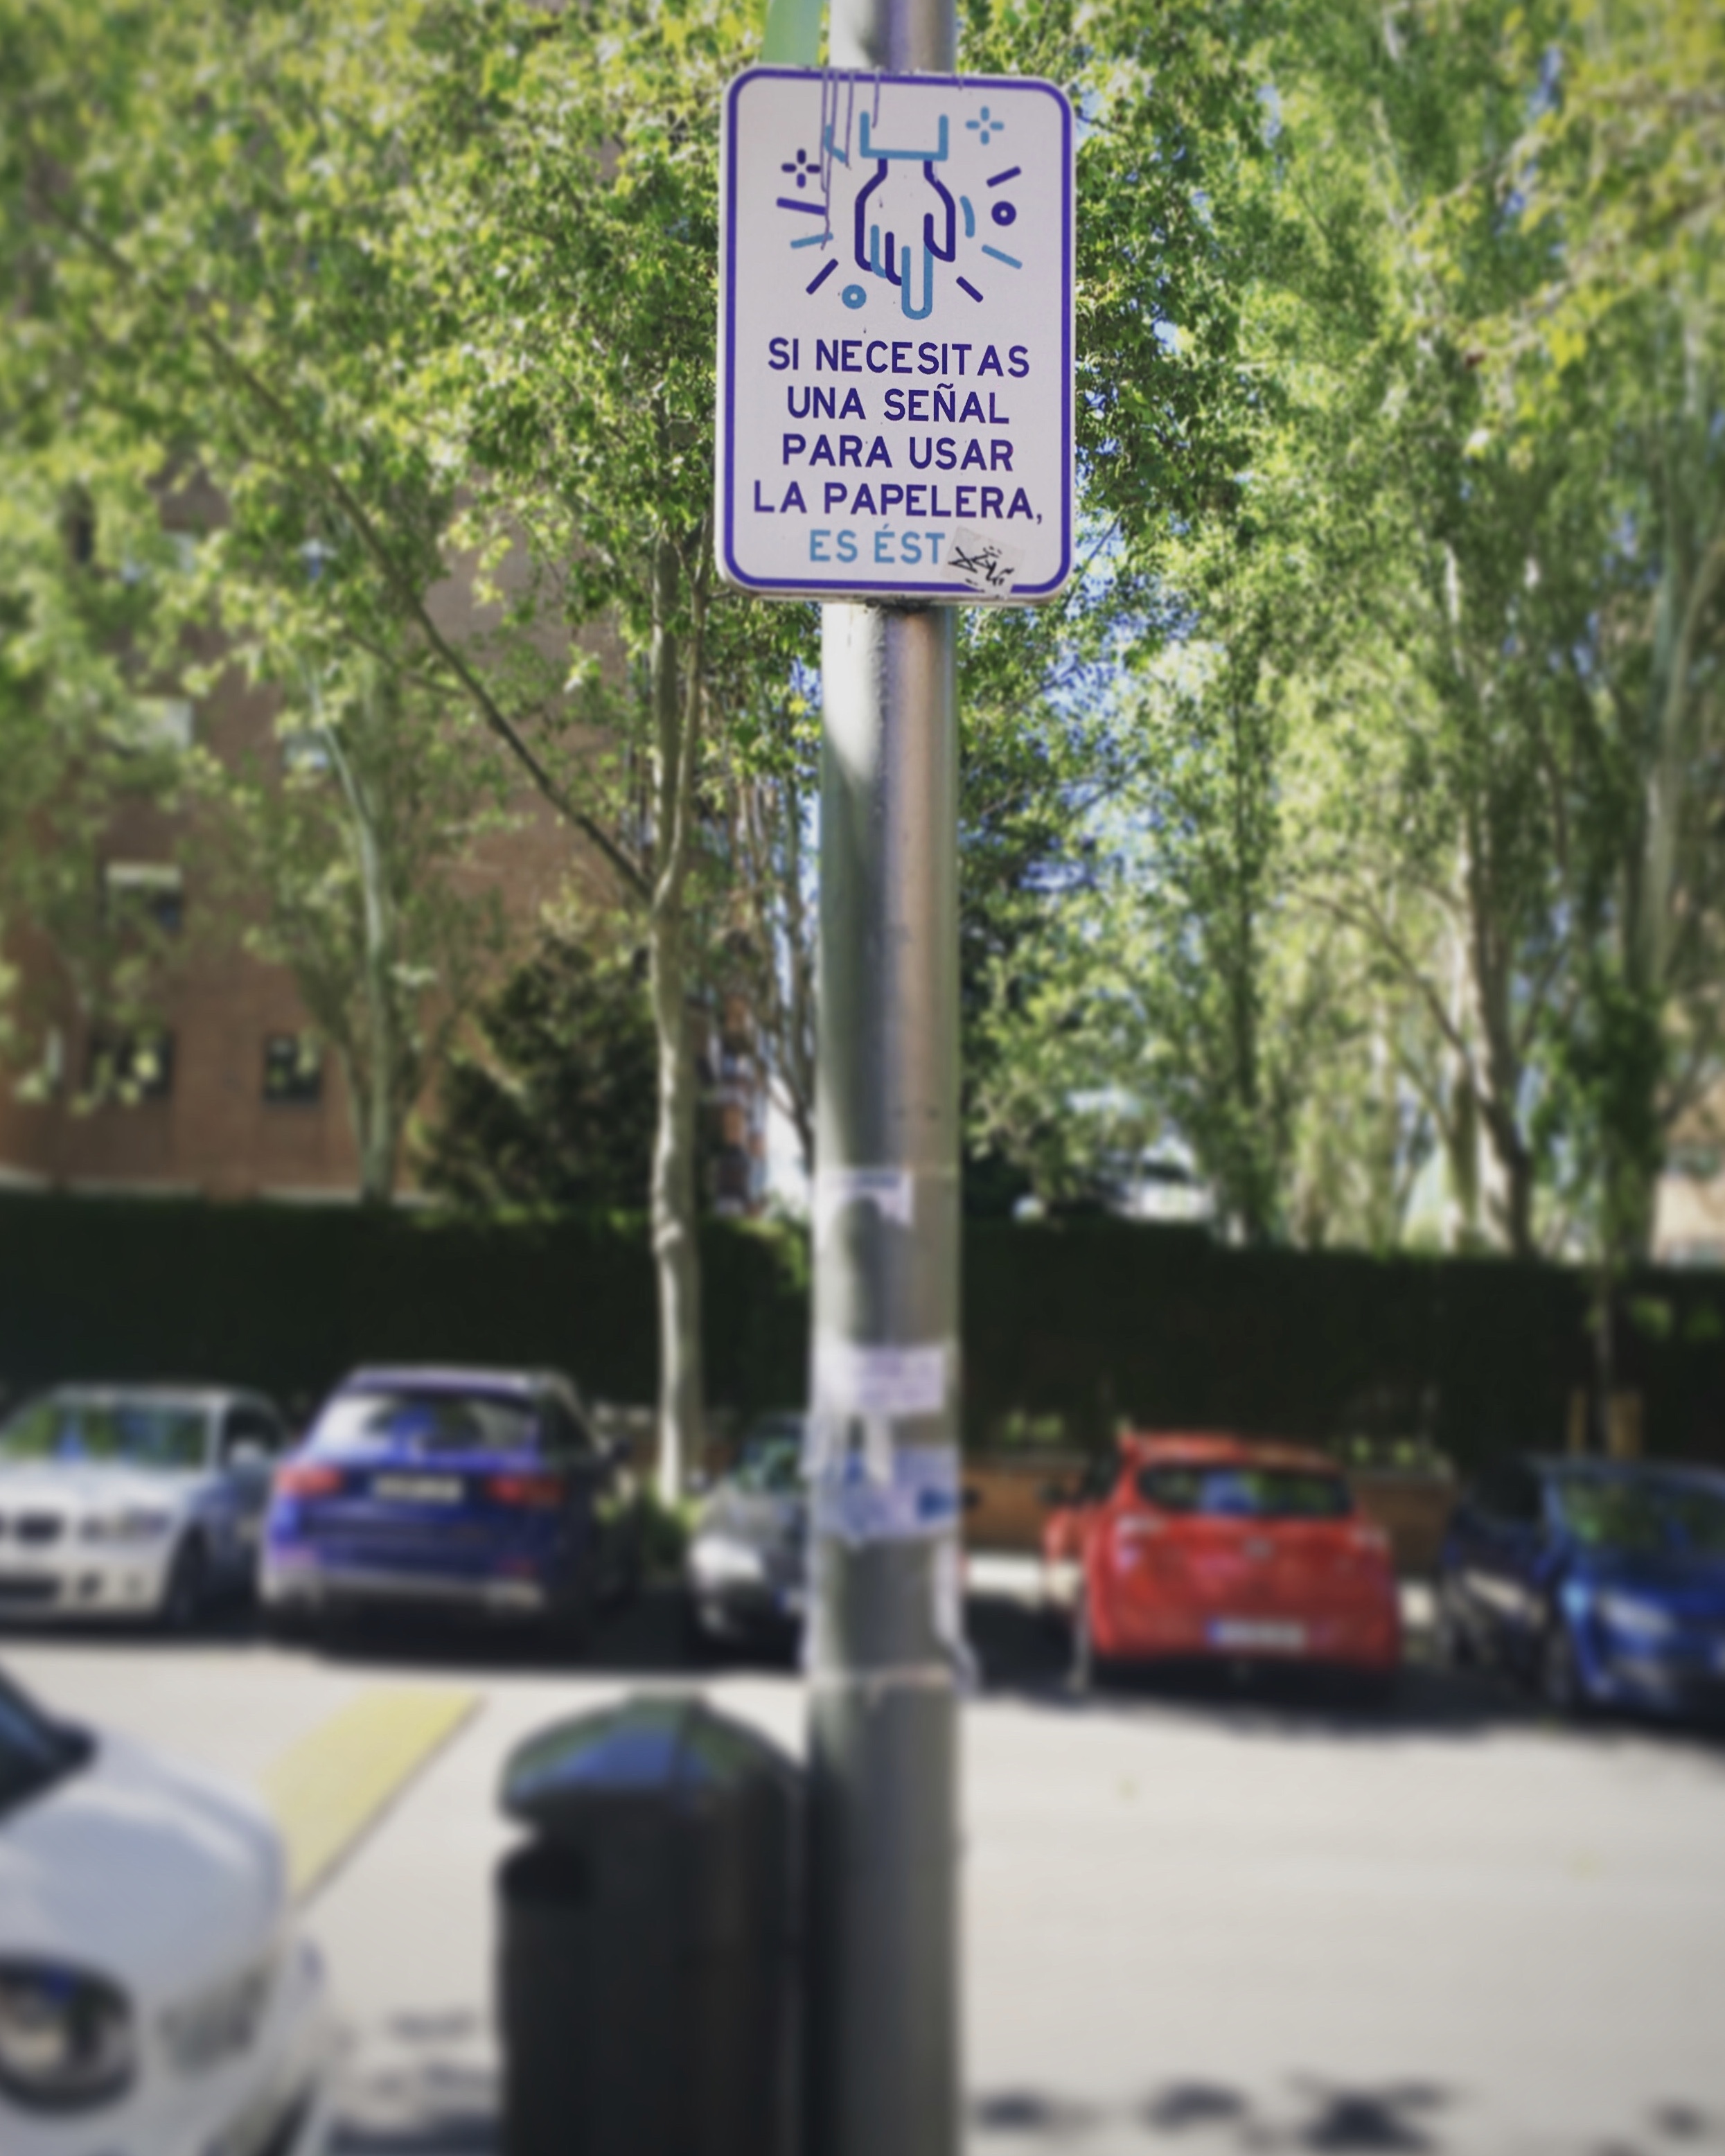 SI NECESITAS
UNA SEÑAL
PARA USAR
LA PAPELERA,
ES ÉST